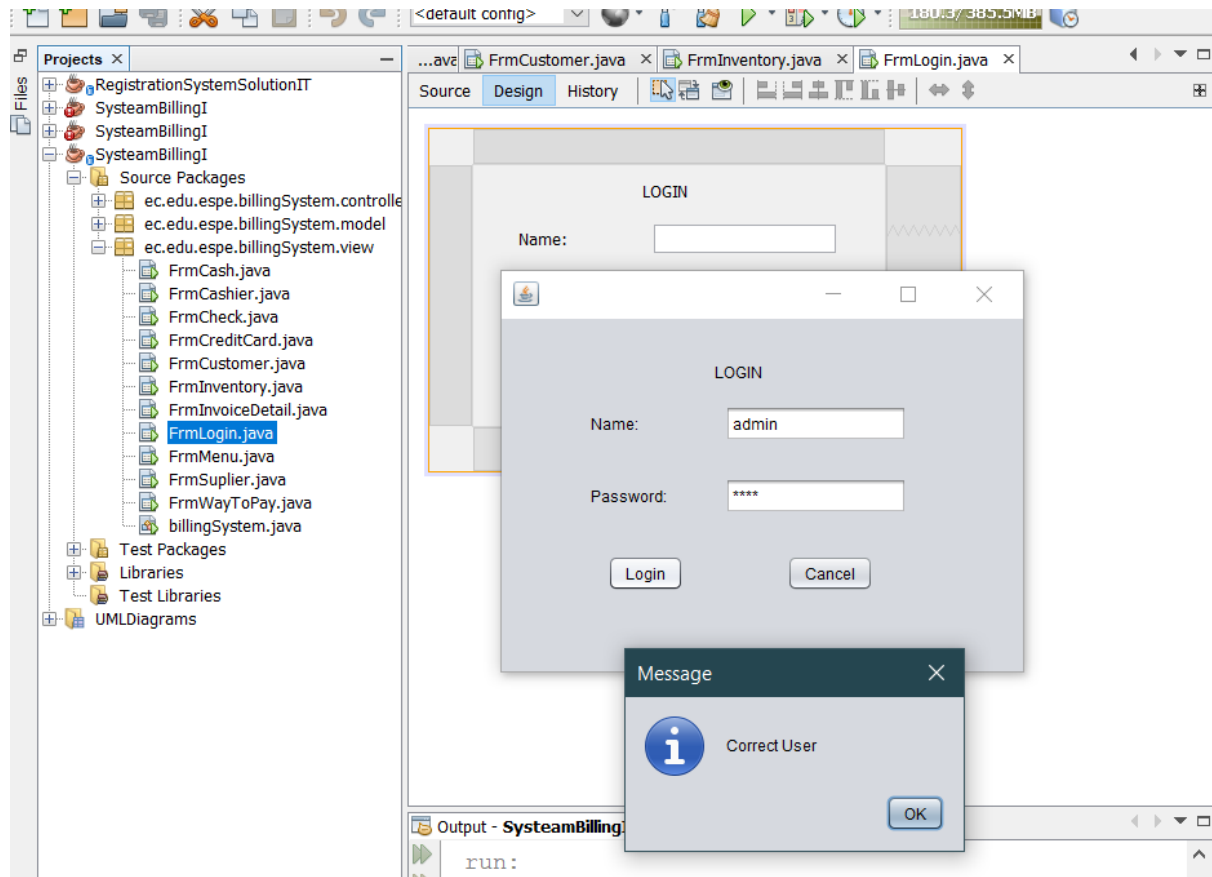 <default config>
180.3/385.5MB
Files
Projects
...ava FrmCustomer.java FrmInventory.java FrmLogin.java
Source Design History
RegistrationSystemSolutionIT
SysteamBillingI
SysteamBillingI
SysteamBillingI
Source Packages
ec.edu.espe.billingSystem.controlle
ec.edu.espe.billingSystem.model
ec.edu.espe.billingSystem.view
FrmCash.java
FrmCashier.java
FrmCheck.java
FrmCreditCard.java
FrmCustomer.java
FrmInventory.java
FrmInvoiceDetail.java
FrmLogin.java
FrmMenu.java
FrmSuplier.java
FrmWayToPay.java
billingSystem.java
Test Packages
Libraries
Test Libraries
UMLDiagrams
LOGIN
Name:
LOGIN
Name: admin
Password: ****
Login Cancel
Message
Correct User
OK
Output - SysteamBillingI
run: